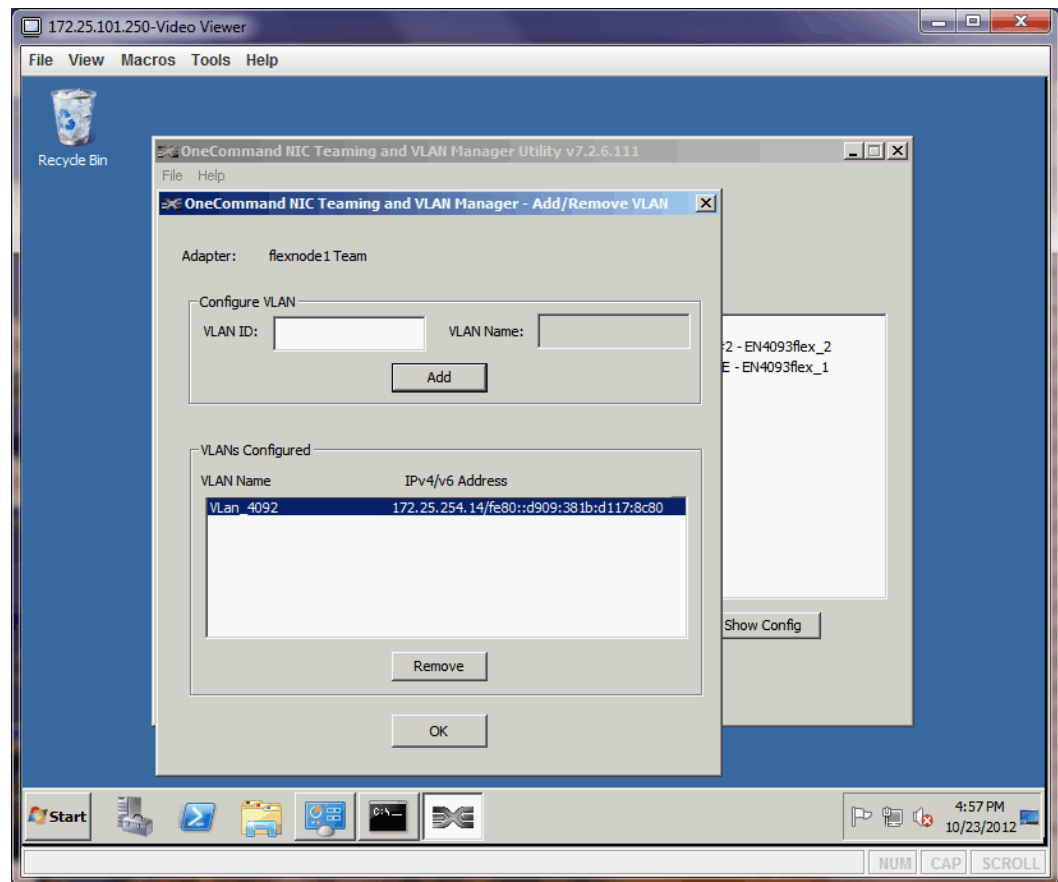 172.25.101.250-Video Viewer
File View Macros Tools Help
Recycle Bin
OneCommand NIC Teaming and VLAN Manager Utility v7.2.6.111
File Help
OneCommand NIC Teaming and VLAN Manager - Add/Remove VLAN
Adapter: flexnode1Team
Configure VLAN
VLAN ID: VLAN Name:
Add
2 - EN4093flex_2
E - EN4093flex_1
VLANs Configured
VLAN Name IPv4/v6 Address
VLan_4092 172.25.254.14/fe80::d909:381b:d117:8c80
Show Config
Remove
OK
Start
C:\_
4:57 PM
10/23/2012
NUM CAP SCROLL